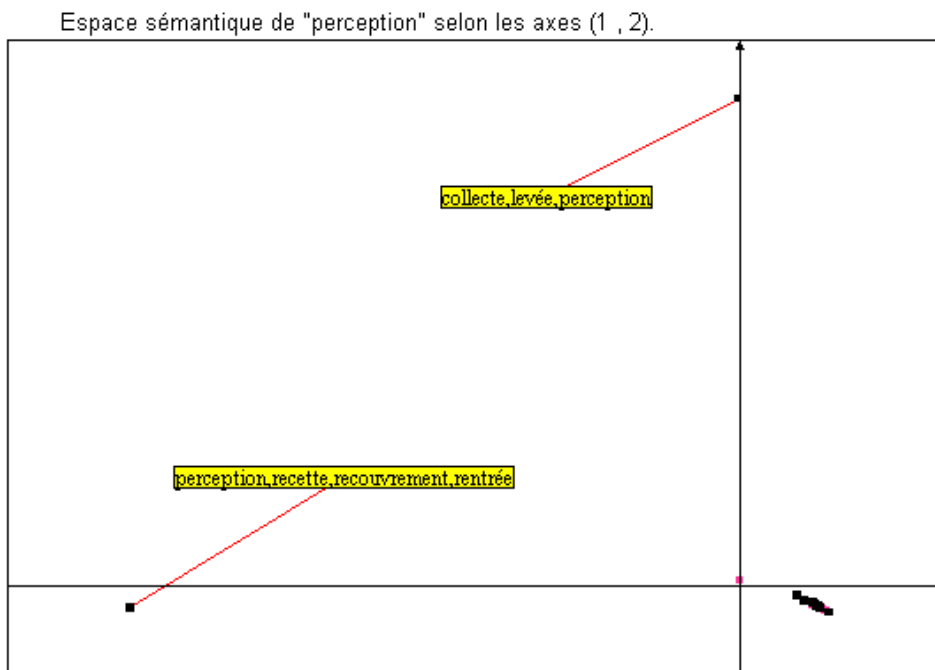 Espace sémantique de "perception" selon les axes (1 , 2).
collecte,levée,perception
perception,recette,recouvrement,rentrée